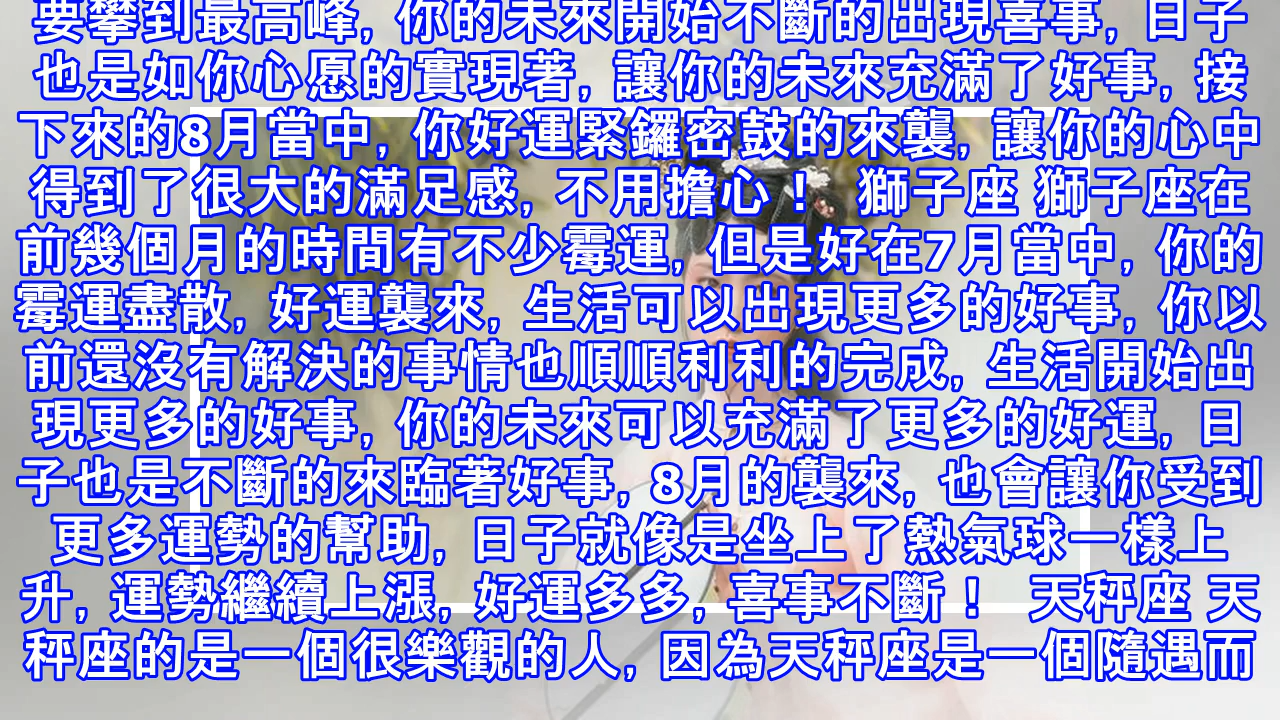 要攀到最高峰, 你的未來開始不斷的出現喜事, 日子
也是如你心愿的實現著, 讓你的未來充滿了好事, 接
下來的8月當中, 你好運緊鑼密鼓的來襲, 讓你的心中
得到了很大的滿足感, 不用擔心！ 獅子座 獅子座在
前幾個月的時間有不少霉運, 但是好在7月當中, 你的
霉運盡散, 好運襲來, 生活可以出現更多的好事, 你以
前還沒有解決的事情也順順利利的完成, 生活開始出
現更多的好事, 你的未來可以充滿了更多的好運, 日
子也是不斷的來臨著好事, 8月的襲來, 也會讓你受到
更多運勢的幫助, 日子就像是坐上了熱氣球一樣上
升, 運勢繼續上漲, 好運多多, 喜事不斷！ 天秤座 天
秤座的是一個很樂觀的人, 因為天秤座是一個隨遇而